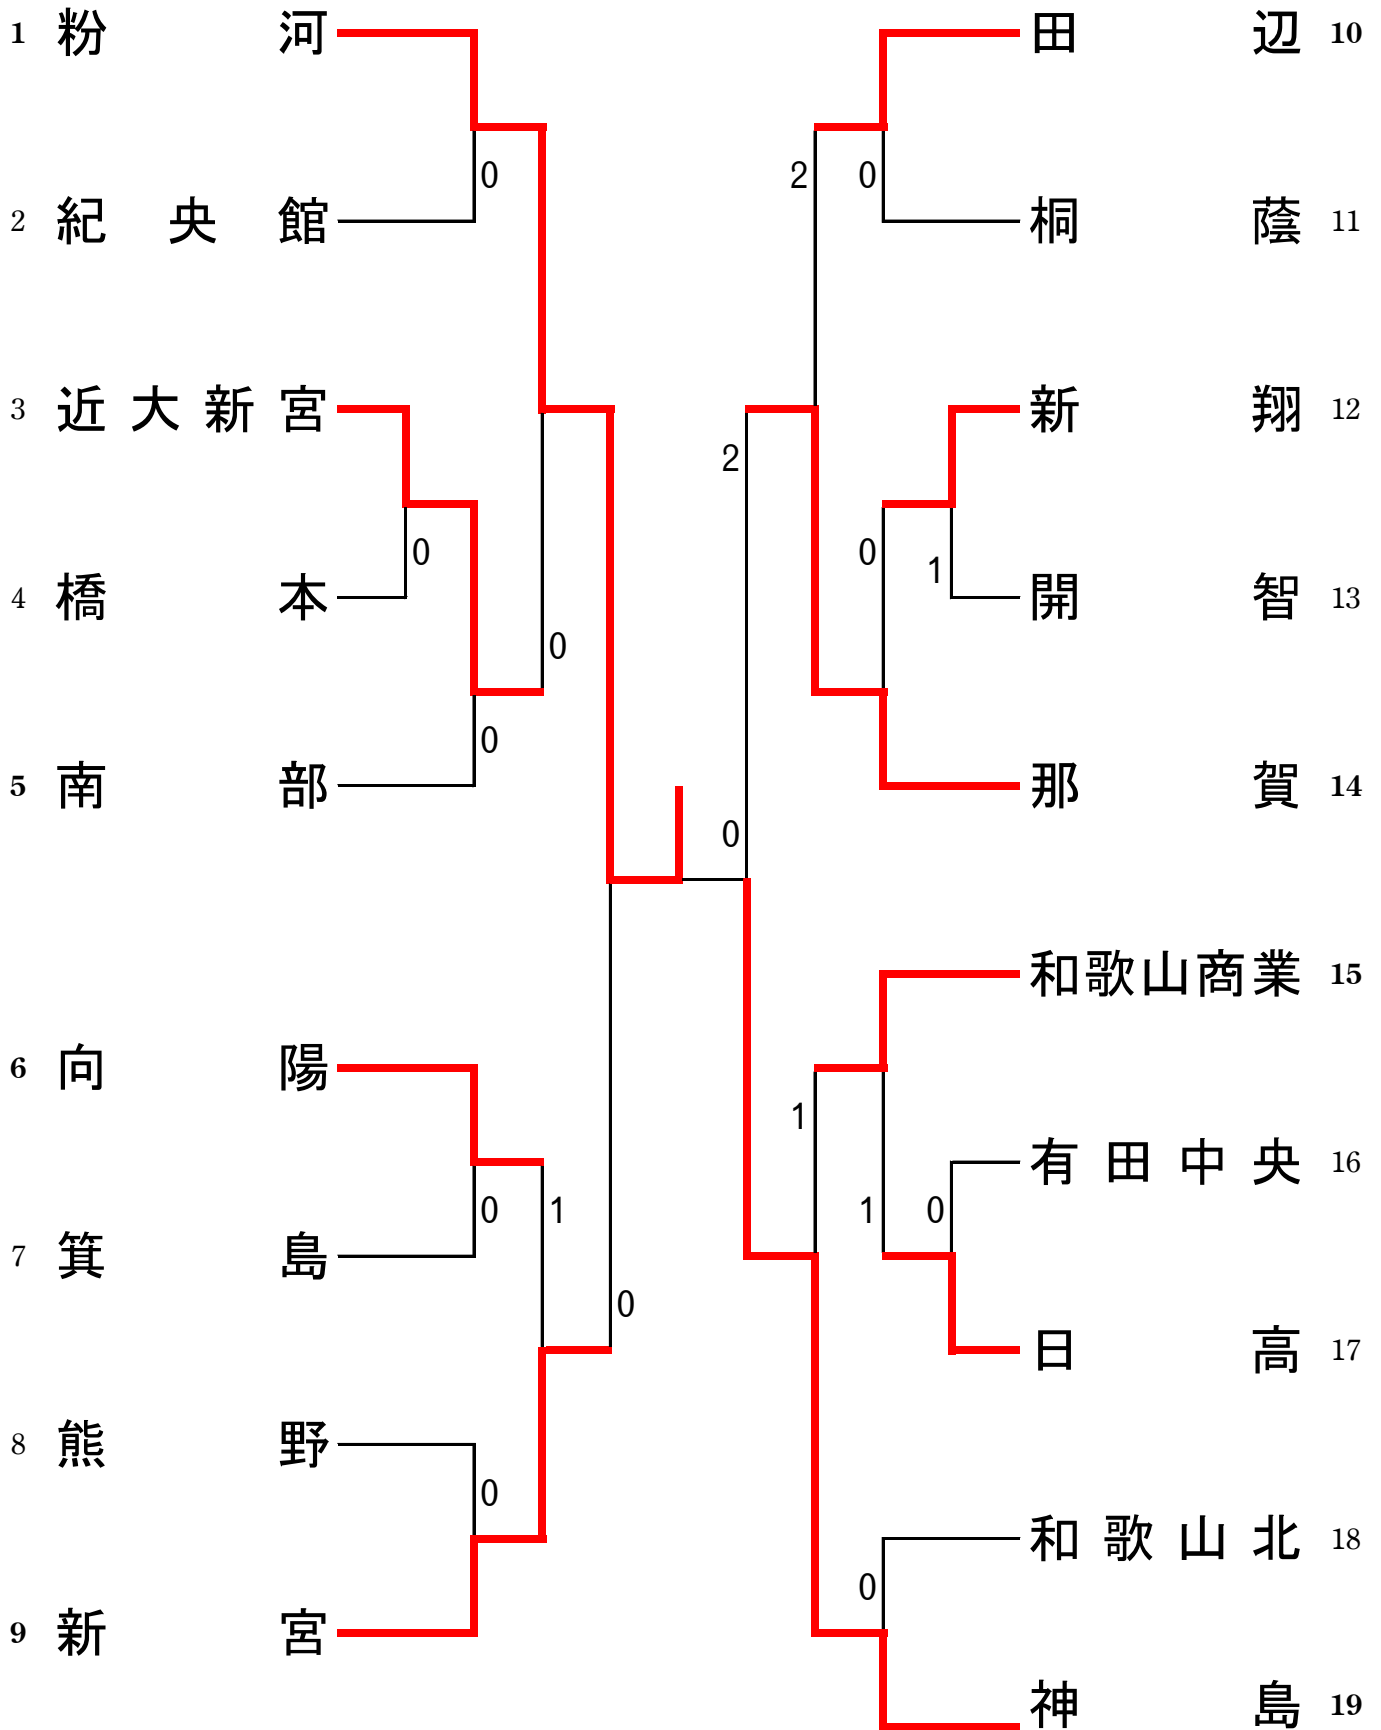 1 粉河
0
2 紀央館
3 近大新宮
0
4 橋本
0
0
5 南部
6 向陽
0 1
7 箕島
0
8 熊野
0
9 新宮
田辺 10
2 0
桐蔭 11
新翔 12
2
0 1
開智 13
那賀 14
0
和歌山商業 15
1
有田中央 16
1 0
日高 17
和歌山北 18
0
神島 19